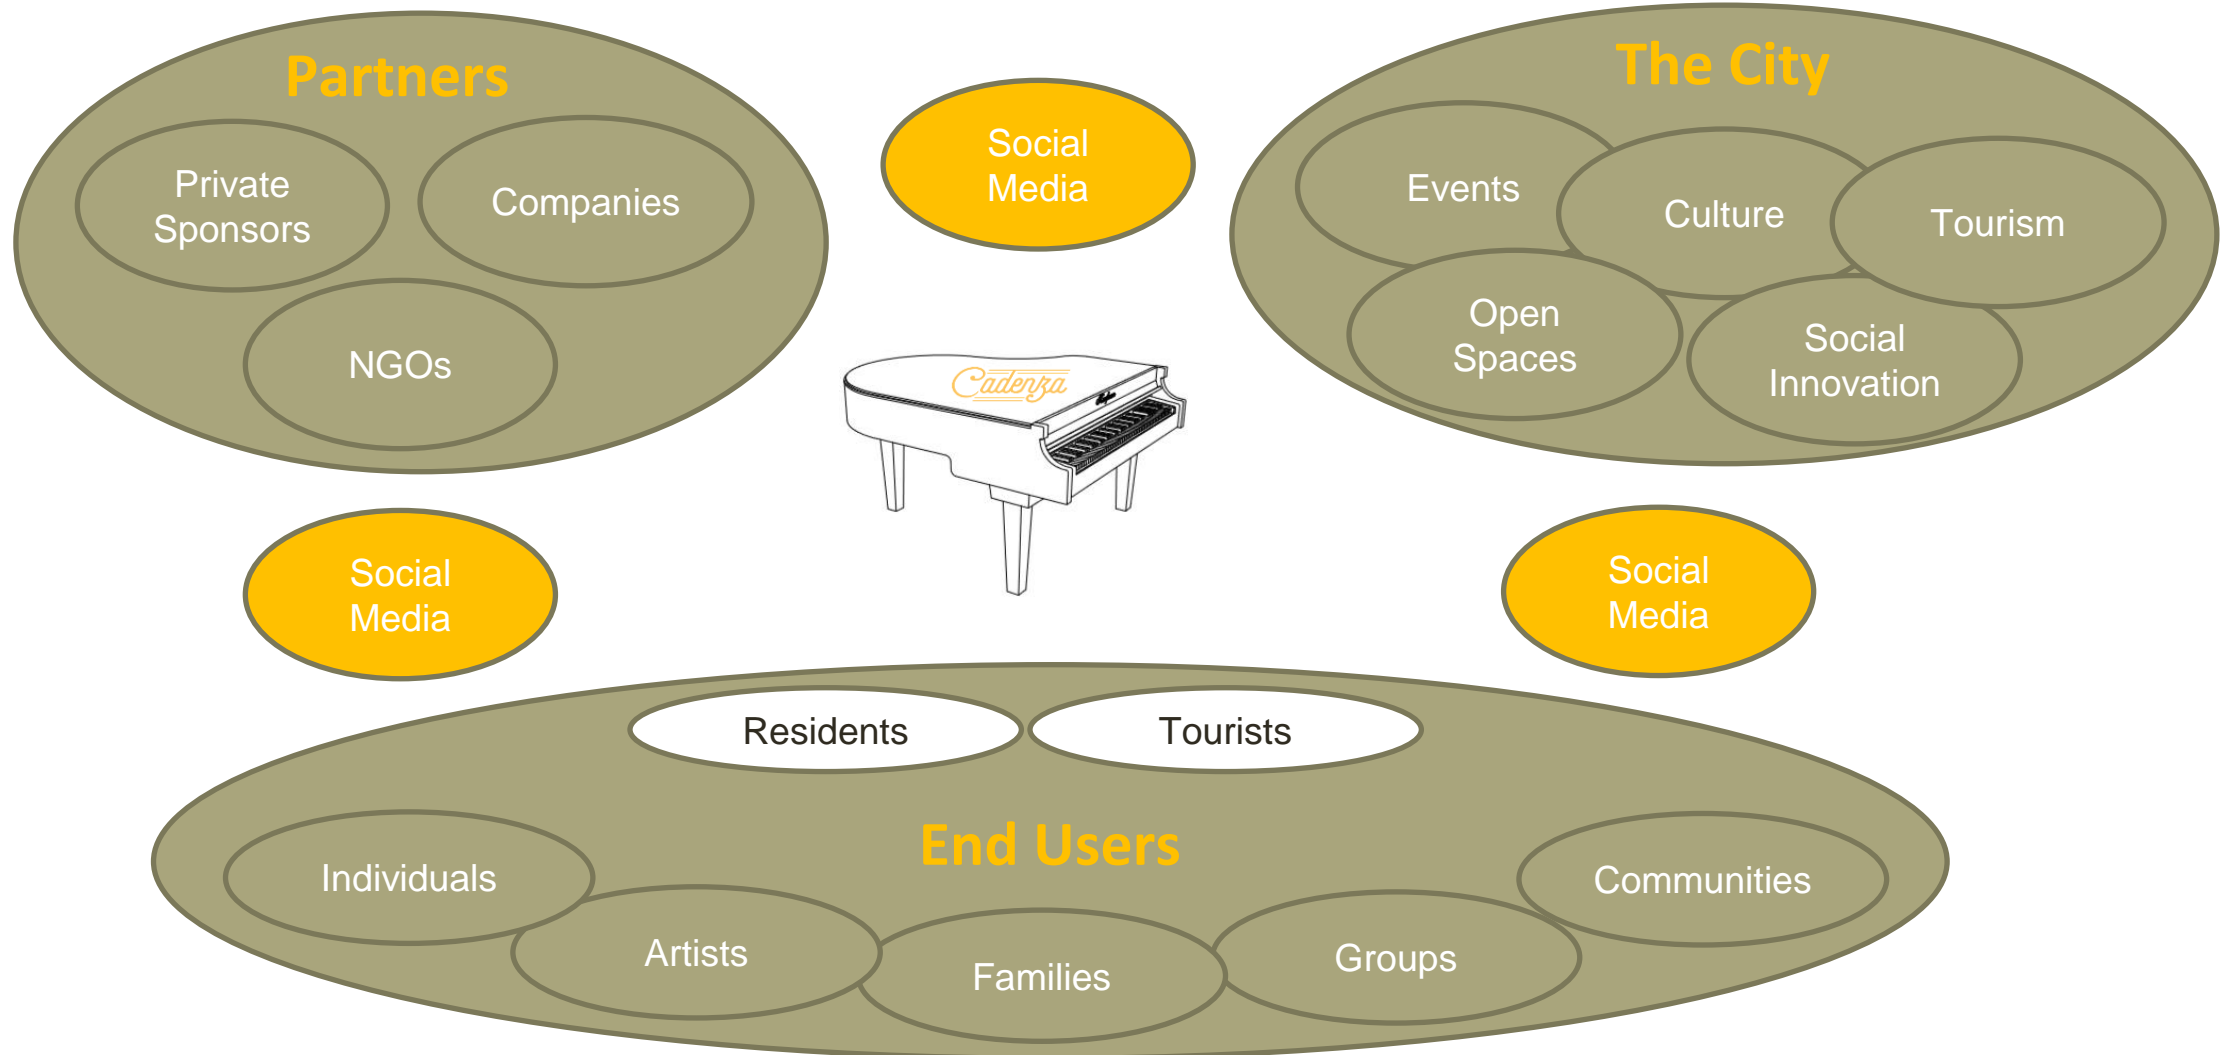 Partners
Private
Sponsors
Companies
NGOs
Social
Media
The City
Events
Culture
Tourism
Open
Spaces
Social
Innovation
Cadenza
Social
Media
Social
Media
Residents
Tourists
End Users
Individuals
Artists
Families
Groups
Communities